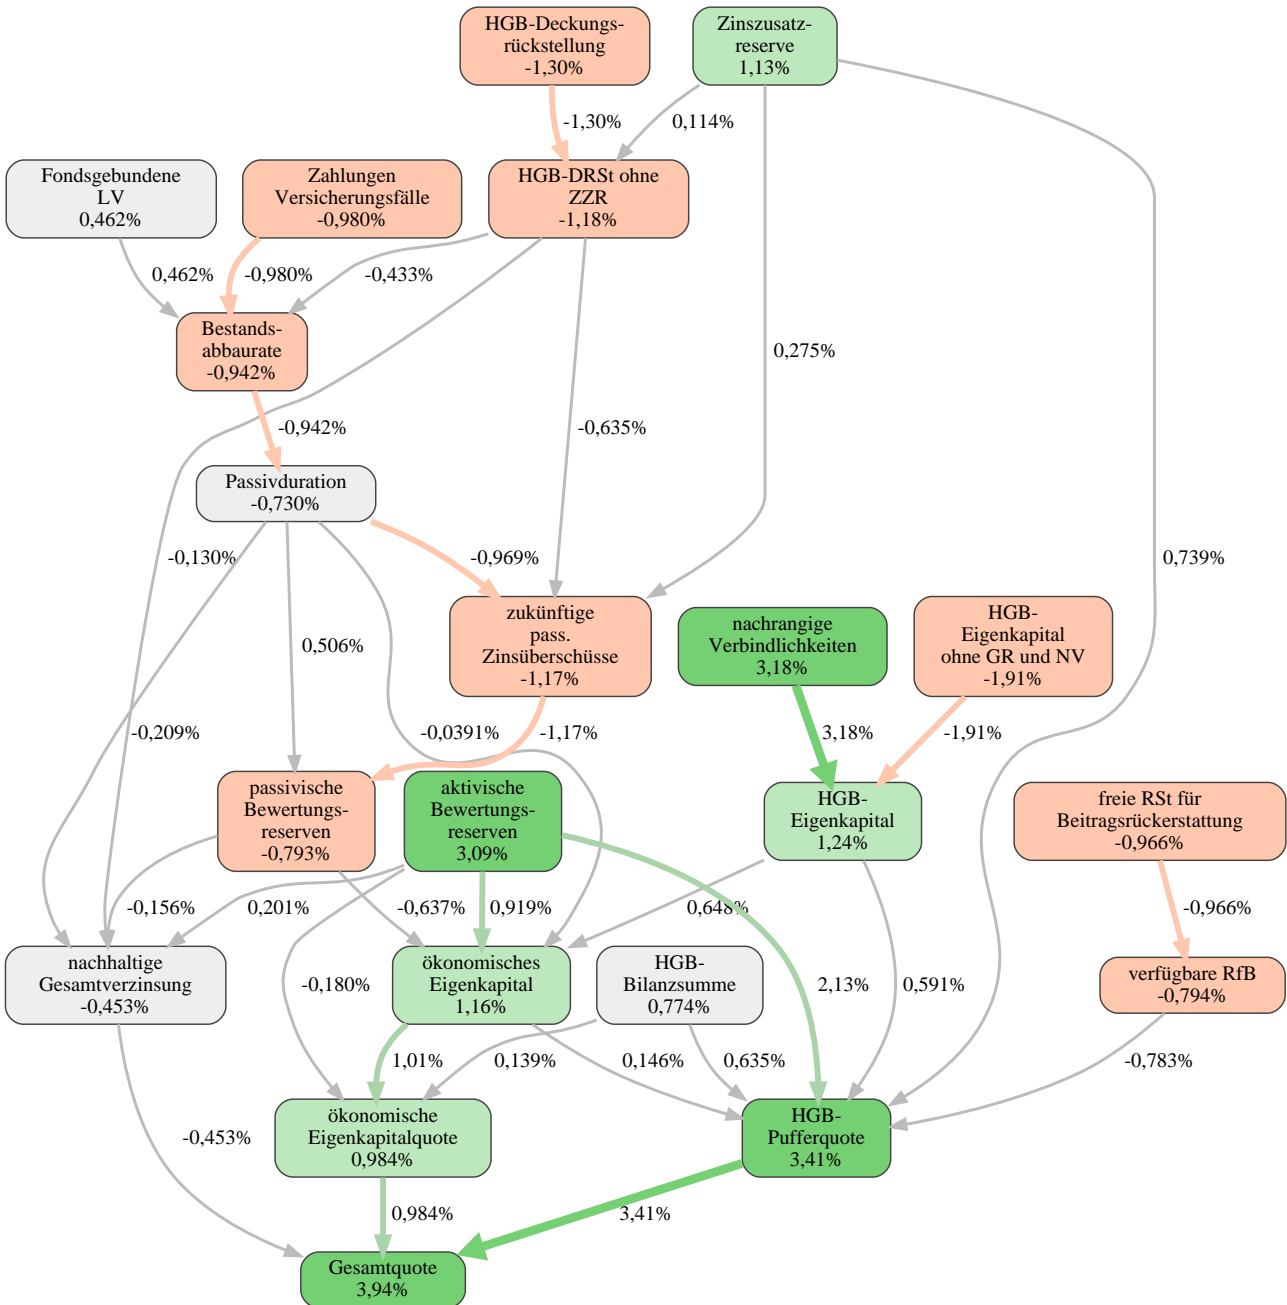 HGB-Deckungs-
rückstellung
-1,30%
Zinszusatz-
reserve
1,13%
-1,30%
0,114%
Fondsgebundene
LV
0,462%
Zahlungen
Versicherungsfälle
-0,980%
HGB-DRSt ohne
ZZR
-1,18%
0,462%
-0,980%
-0,433%
Bestands-
abbaurate
-0,942%
0,275%
-0,942%
-0,635%
Passivduration
-0,730%
-0,130%
-0,969%
0,739%
zukünftige
pass.
Zinsüberschüsse
-1,17%
nachrangige
Verbindlichkeiten
3,18%
HGB-
Eigenkapital
ohne GR und NV
-1,91%
0,506%
-0,209%
-0,0391%
-1,17%
3,18%
-1,91%
passivische
Bewertungs-
reserven
-0,793%
aktivische
Bewertungs-
reserven
3,09%
HGB-
Eigenkapital
1,24%
freie RSt für
Beitragsrückerstattung
-0,966%
-0,156%
0,201%
-0,637%
0,919%
0,648%
-0,966%
nachhaltige
Gesamtverzinsung
-0,453%
-0,180%
ökonomisches
Eigenkapital
1,16%
HGB-
Bilanzsumme
0,774%
2,13%
0,591%
verfügbare RfB
-0,794%
1,01%
0,139%
0,146%
0,635%
-0,783%
-0,453%
ökonomische
Eigenkapitalquote
0,984%
HGB-
Pufferquote
3,41%
0,984%
3,41%
Gesamtquote
3,94%